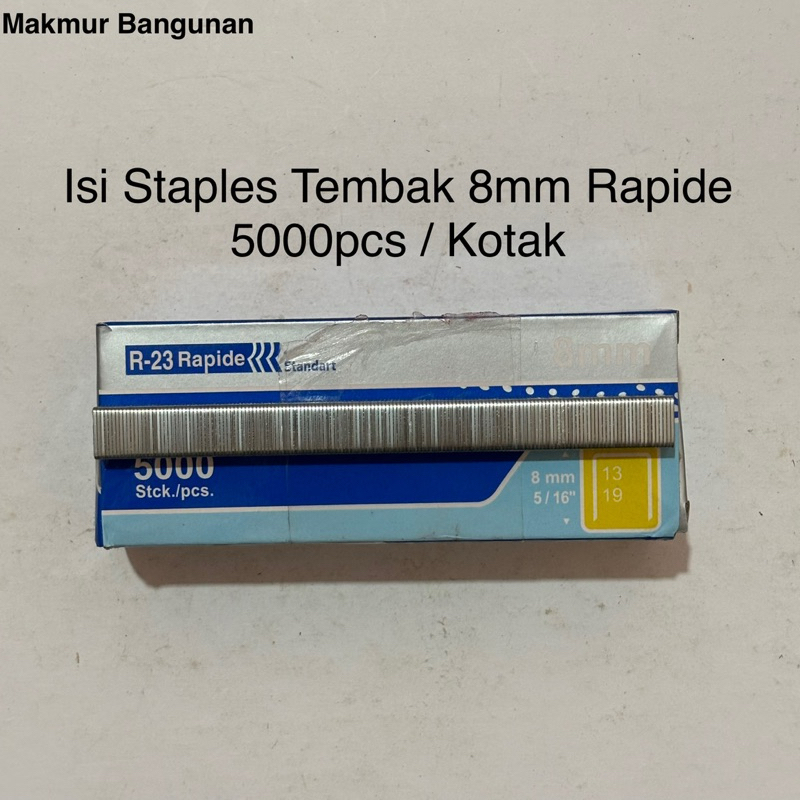 Makmur Bangunan
Isi Staples Tembak 8mm Rapide
5000pcs / Kotak
R-23 Rapide
Standart
5000
Stck./pcs.
8 mm
5/16"
13
19